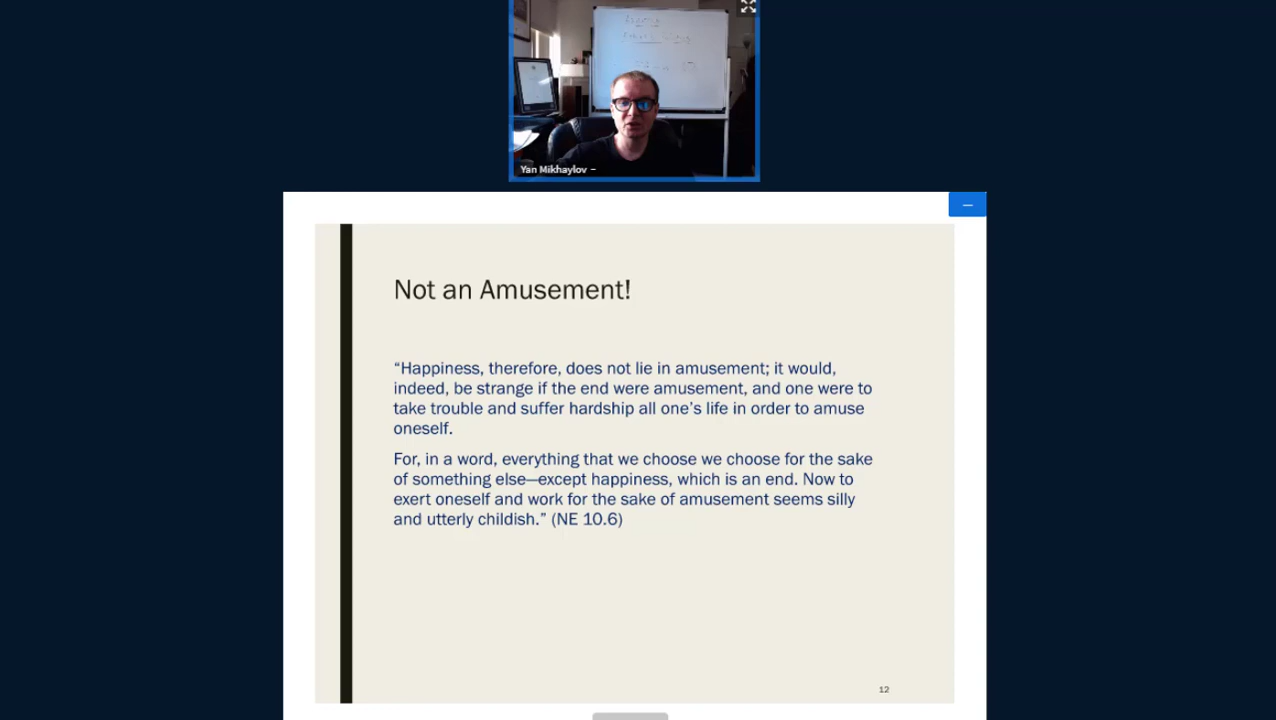 Yan Mikhaylov
Not an Amusement!
“Happiness, therefore, does not lie in amusement; it would,
indeed, be strange if the end were amusement, and one were to
take trouble and suffer hardship all one’s life in order to amuse
oneself.
For, in a word, everything that we choose we choose for the sake
of something else—except happiness, which is an end. Now to
exert oneself and work for the sake of amusement seems silly
and utterly childish.” (NE 10.6)
12